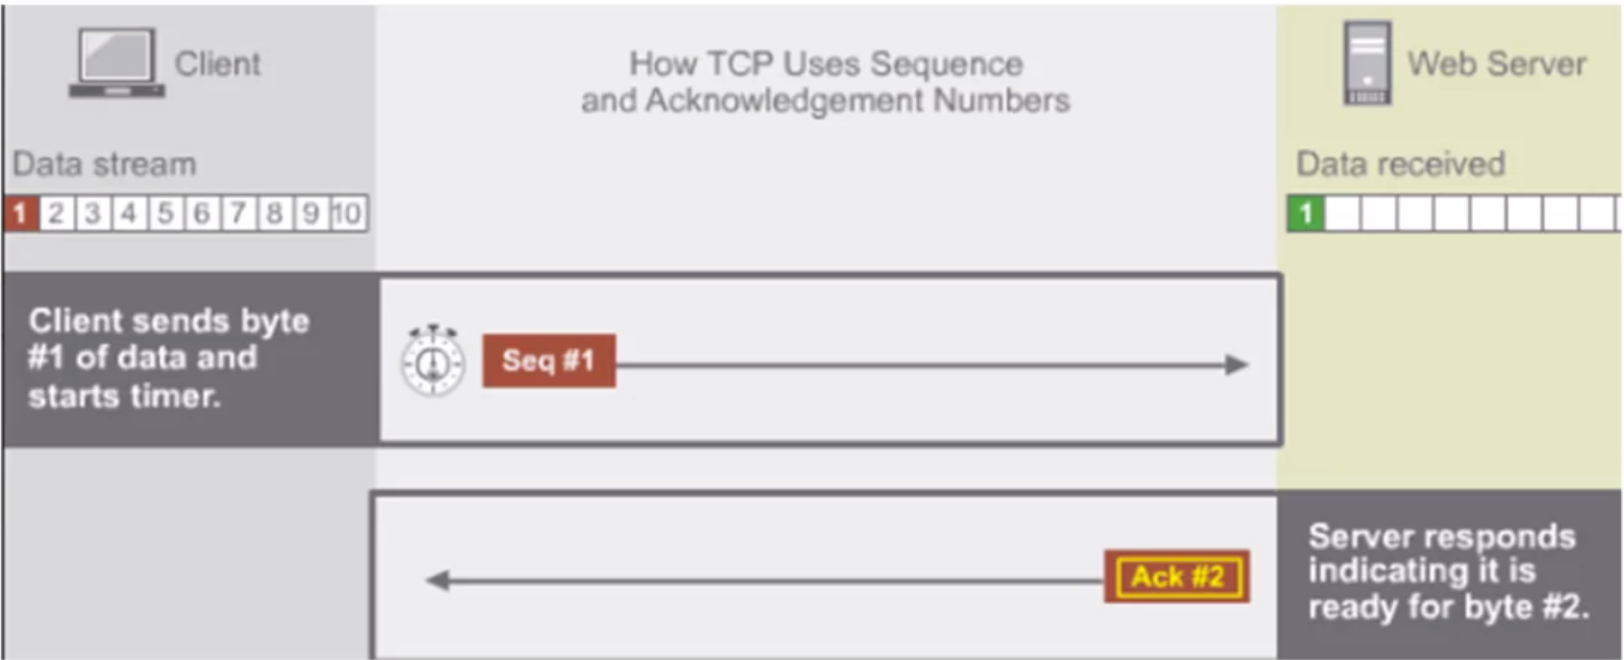 Client
How TCP Uses Sequence
and Acknowledgement Numbers
Web Server
Data stream
1 2 3 4 5 6 7 8 9 10
Data received
1
Client sends byte
#1 of data and
starts timer.
Seq #1
Ack #2
Server responds
indicating it is
ready for byte #2.